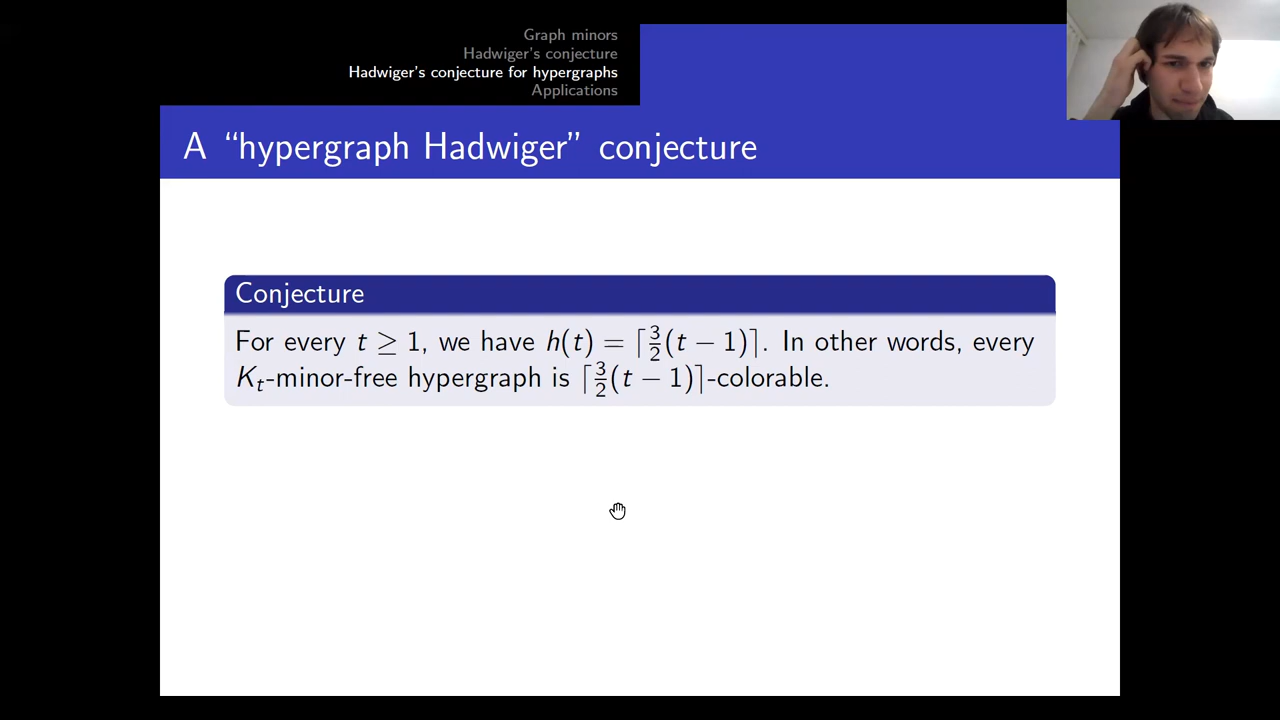 Graph minors
Hadwiger's conjecture
Hadwiger's conjecture for hypergraphs
Applications
A “hypergraph Hadwiger” conjecture
Conjecture
For every t ≥ 1, we have h(t) = ⌈3/2(t − 1)⌉. In other words, every
Kₜ-minor-free hypergraph is ⌈3/2(t − 1)⌉-colorable.